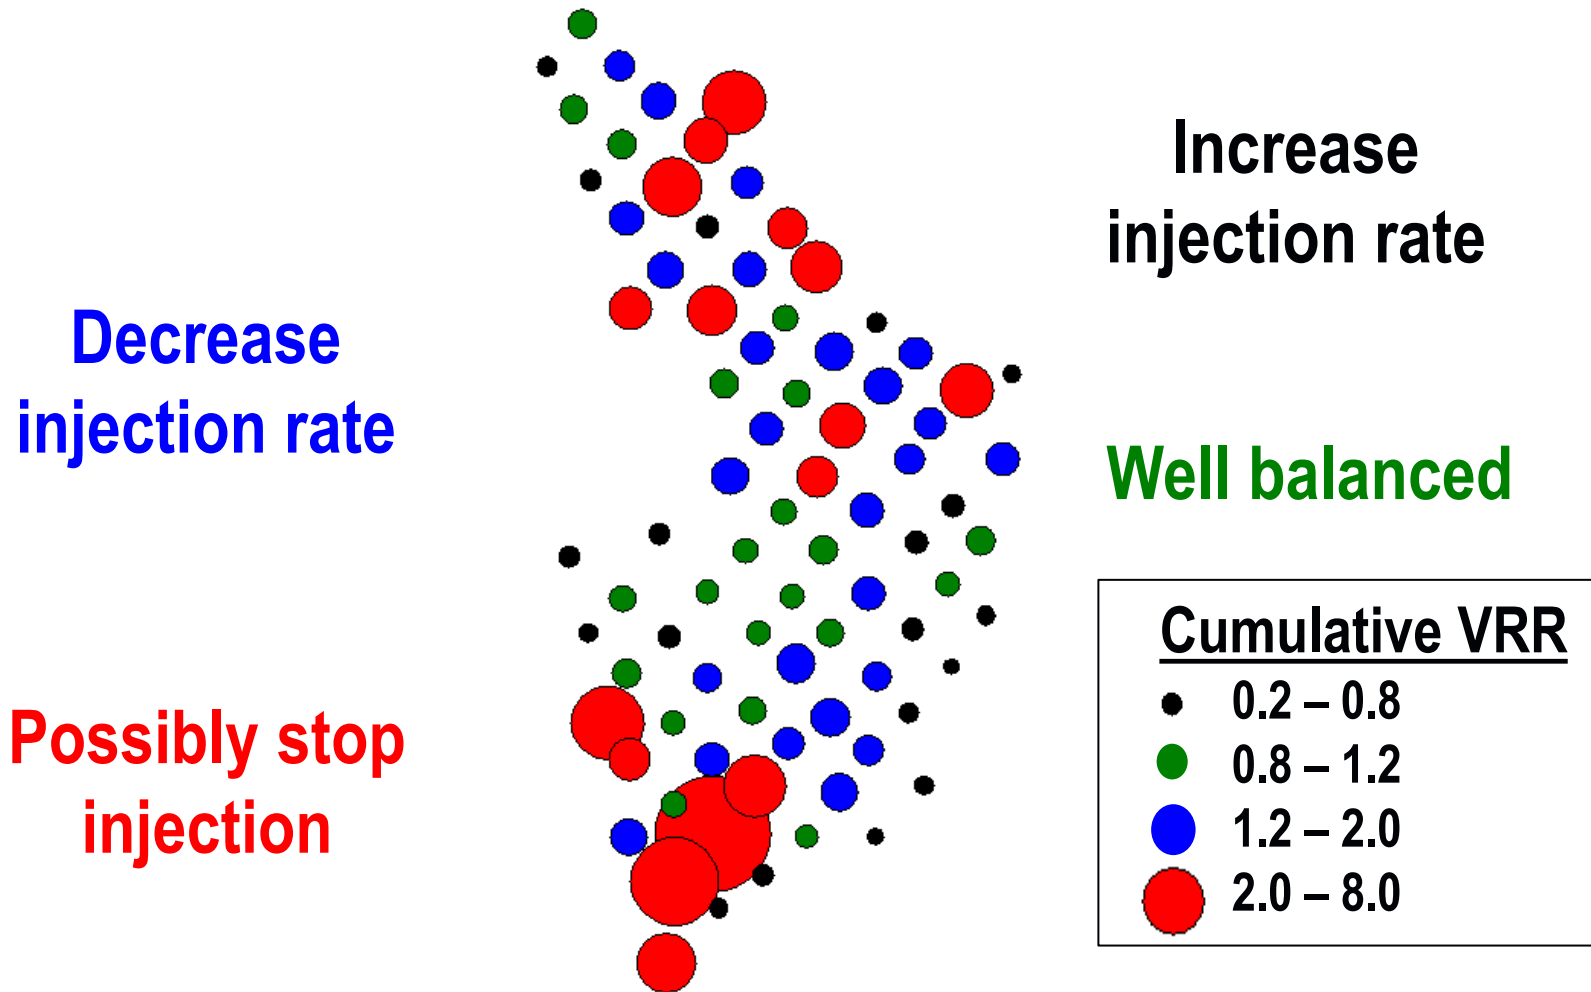 Increase
injection rate
Decrease
injection rate
Well balanced
Possibly stop
injection
Cumulative VRR
0.2 – 0.8
0.8 – 1.2
1.2 – 2.0
2.0 – 8.0